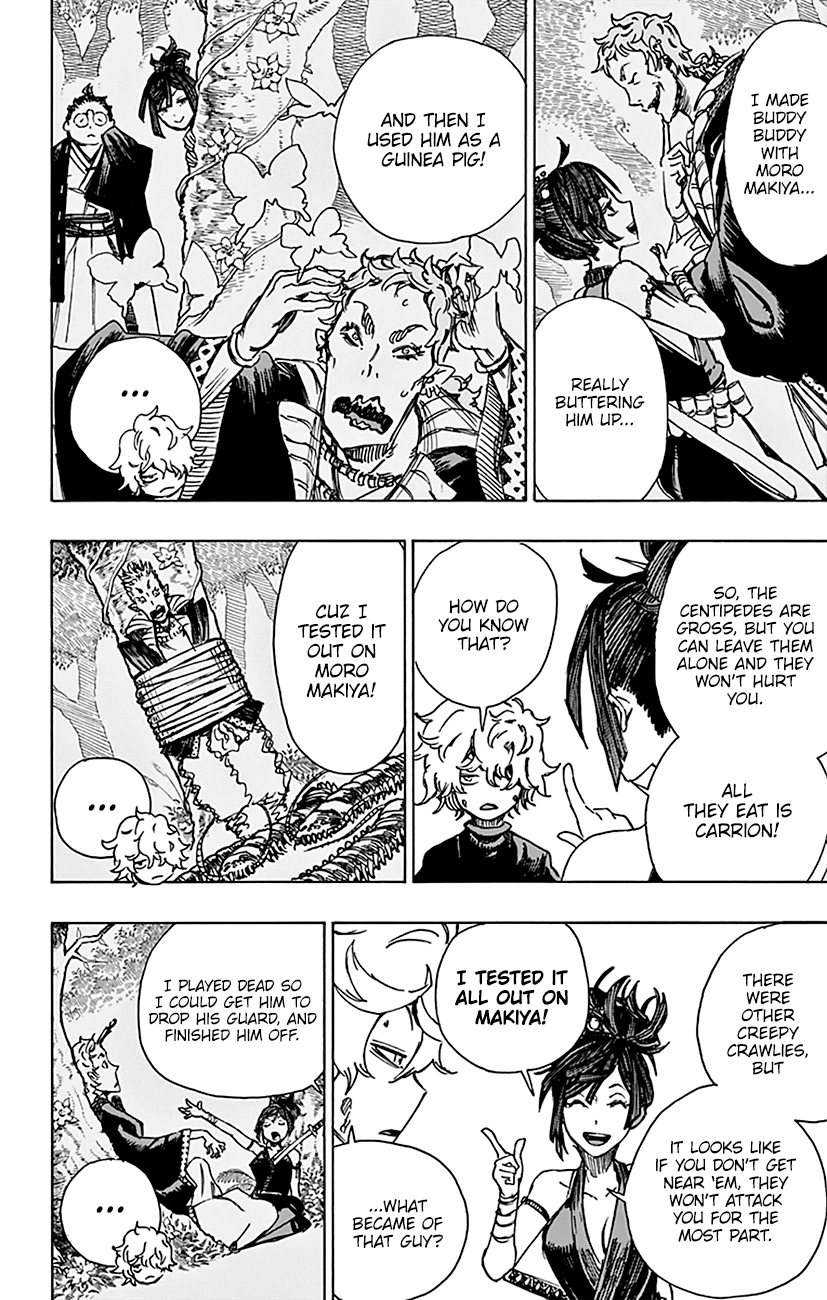 I MADE
BUDDY
BUDDY
WITH
MORO
MAKIYA...
REALLY
BUTTERING
HIM UP...
AND THEN I
USED HIM AS A
GUINEA PIG!
...
SO, THE
CENTIPEDES ARE
GROSS, BUT YOU
CAN LEAVE THEM
ALONE AND THEY
WON'T HURT
YOU.
ALL
THEY EAT IS
CARRION!
HOW DO
YOU KNOW
THAT?
CUZ I
TESTED IT
OUT ON
MORO
MAKIYA!
...
THERE
WERE
OTHER
CREEPY
CRAWLIES,
BUT
IT LOOKS LIKE
IF YOU DON'T GET
NEAR 'EM, THEY
WON'T ATTACK
YOU FOR THE
MOST PART.
I TESTED IT
ALL OUT ON
MAKIYA!
...WHAT
BECAME OF
THAT GUY?
I PLAYED DEAD SO
I COULD GET HIM TO
DROP HIS GUARD, AND
FINISHED HIM OFF.
...